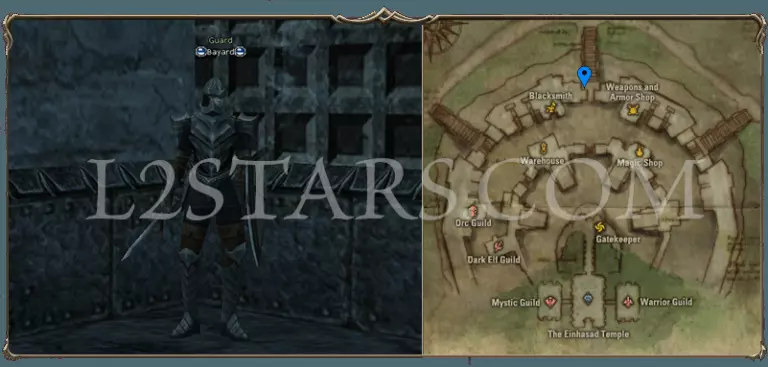 Guard
Bayard
L2STARS.COM
Blacksmith
Weapons and
Armor Shop
Warehouse
Magic Shop
Orc Guild
Gatekeeper
Dark Elf Guild
Mystic Guild
Warrior Guild
The Einhasad Temple